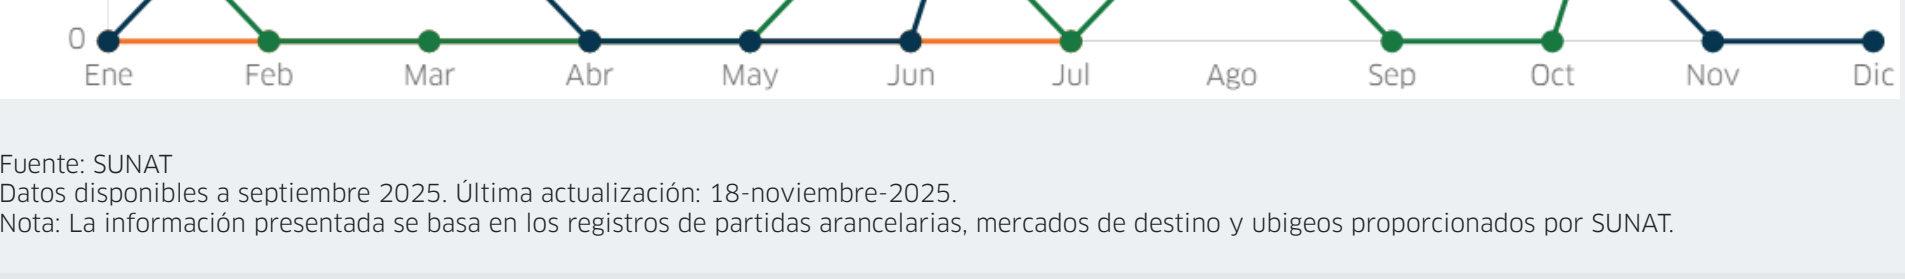 0
Ene Feb Mar Abr May Jun Jul Ago Sep Oct Nov Dic
Fuente: SUNAT
Datos disponibles a septiembre 2025. Última actualización: 18-noviembre-2025.
Nota: La información presentada se basa en los registros de partidas arancelarias, mercados de destino y ubigeos proporcionados por SUNAT.